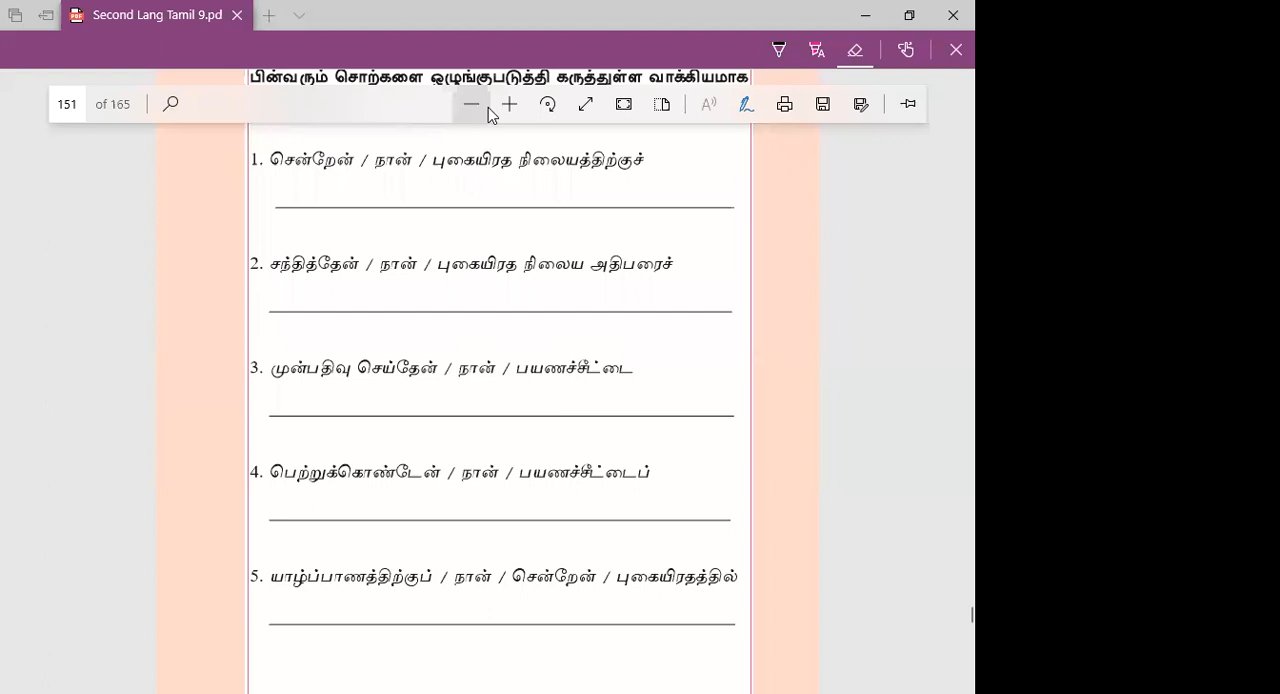 Second Lang Tamil 9.pd
பின்வரும் சொற்களை ஒழுங்குபடுத்தி கருத்துள்ள வாக்கியமாக
151 of 165
1. சென்றேன் / நான் / புகையிரத நிலையத்திற்குச்
2. சந்தித்தேன் / நான் / புகையிரத நிலைய அதிபரைச்
3. முன்பதிவு செய்தேன் / நான் / பயணச்சீட்டை
4. பெற்றுக்கொண்டேன் / நான் / பயணச்சீட்டைப்
5. யாழ்ப்பாணத்திற்குப் / நான் / சென்றேன் / புகையிரதத்தில்